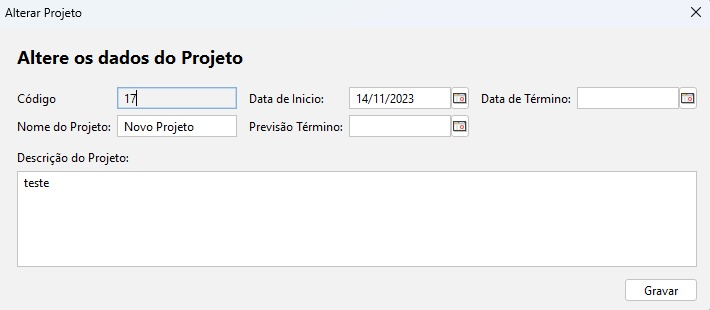 Alterar Projeto
Altere os dados do Projeto
Código 17 Data de Inicio: 14/11/2023 Data de Término:
Nome do Projeto: Novo Projeto Previsão Término:
Descrição do Projeto:
teste
Gravar